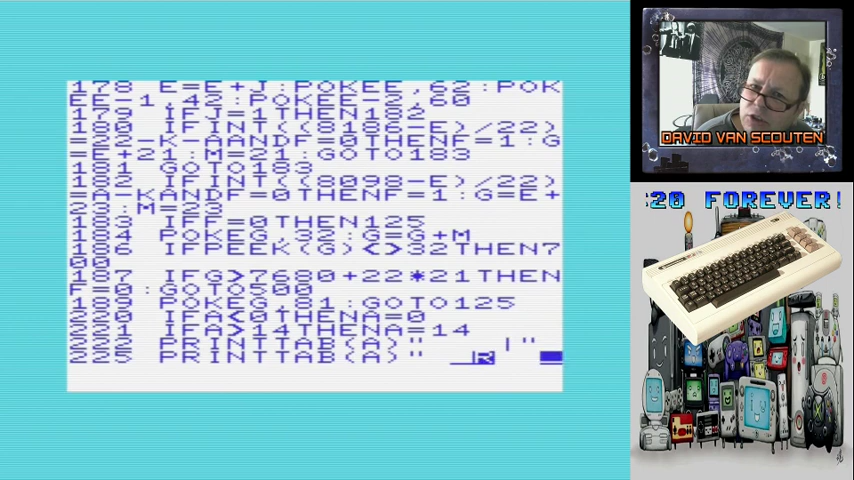 178 E=E+J:POKEE,62:POK
EE-1,42:POKEE-2,60
179 IFJ=1THEN182
180 IFINT((8186-E)/22)
=22-K-AANDF=0THENF=1:G
=E+21:M=21:GOTO183
181 GOTO183
182 IFINT((8098-E)/22)
=A-KANDF=0THENF=1:G=E+
23:M=23
183 IFF=0THEN125
184 POKEG,32:G=G+M
186 IFPEEK(G)<>32THEN7
00
187 IFG>7680+22*21THEN
F=0:GOTO500
189 POKEG,81:GOTO125
220 IFA<0THENA=0
221 IFA>14THENA=14
222 PRINTTAB(A)" |"
225 PRINTTAB(A)" R
DAVID VAN SCOUTEN
20 FOREVER!